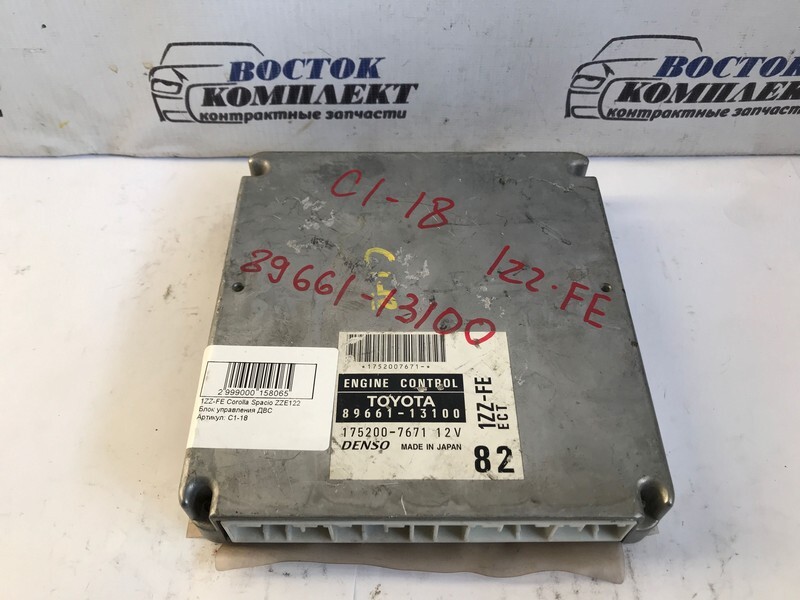 ВОСТОК
КОМПЛЕКТ
контрактные запчасти
ВОСТОК
КОМПЛЕКТ
контрактные запчасти
C1-18
89661-13100
1ZZ-FE
*1752007671-*
ENGINE CONTROL
TOYOTA
89661-13100
175200-7671 12V
DENSO MADE IN JAPAN
1ZZ-FE
ECT
82
2 999000 158065
1ZZ-FE Corolla Spacio ZZE122
Блок управления ДВС
Артикул: C1-18